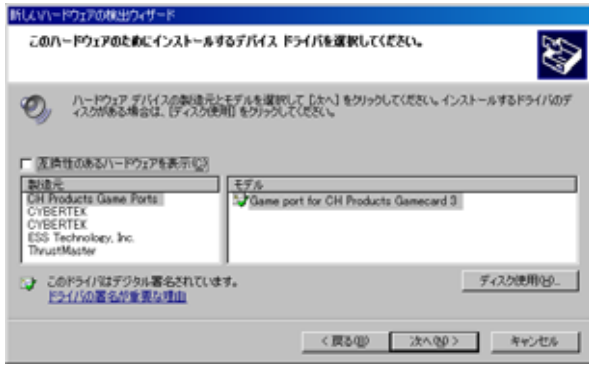 新しいハードウェアの検出ウィザード
このハードウェアのためにインストールするデバイス ドライバを選択してください。
ハードウェア デバイスの製造元とモデルを選択して [次へ] をクリックしてください。インストールするドライバのデ
ィスクがある場合は、[ディスク使用] をクリックしてください。
互換性のあるハードウェアを表示(C)
製造元
CH Products Game Ports
CYBERTEK
CYBERTEK
ESS Technology, Inc.
ThrustMaster
モデル
Game port for CH Products Gamecard 3
このドライバはデジタル署名されています。
ドライバの署名が重要な理由
ディスク使用(H)...
< 戻る(B)
次へ(N) >
キャンセル